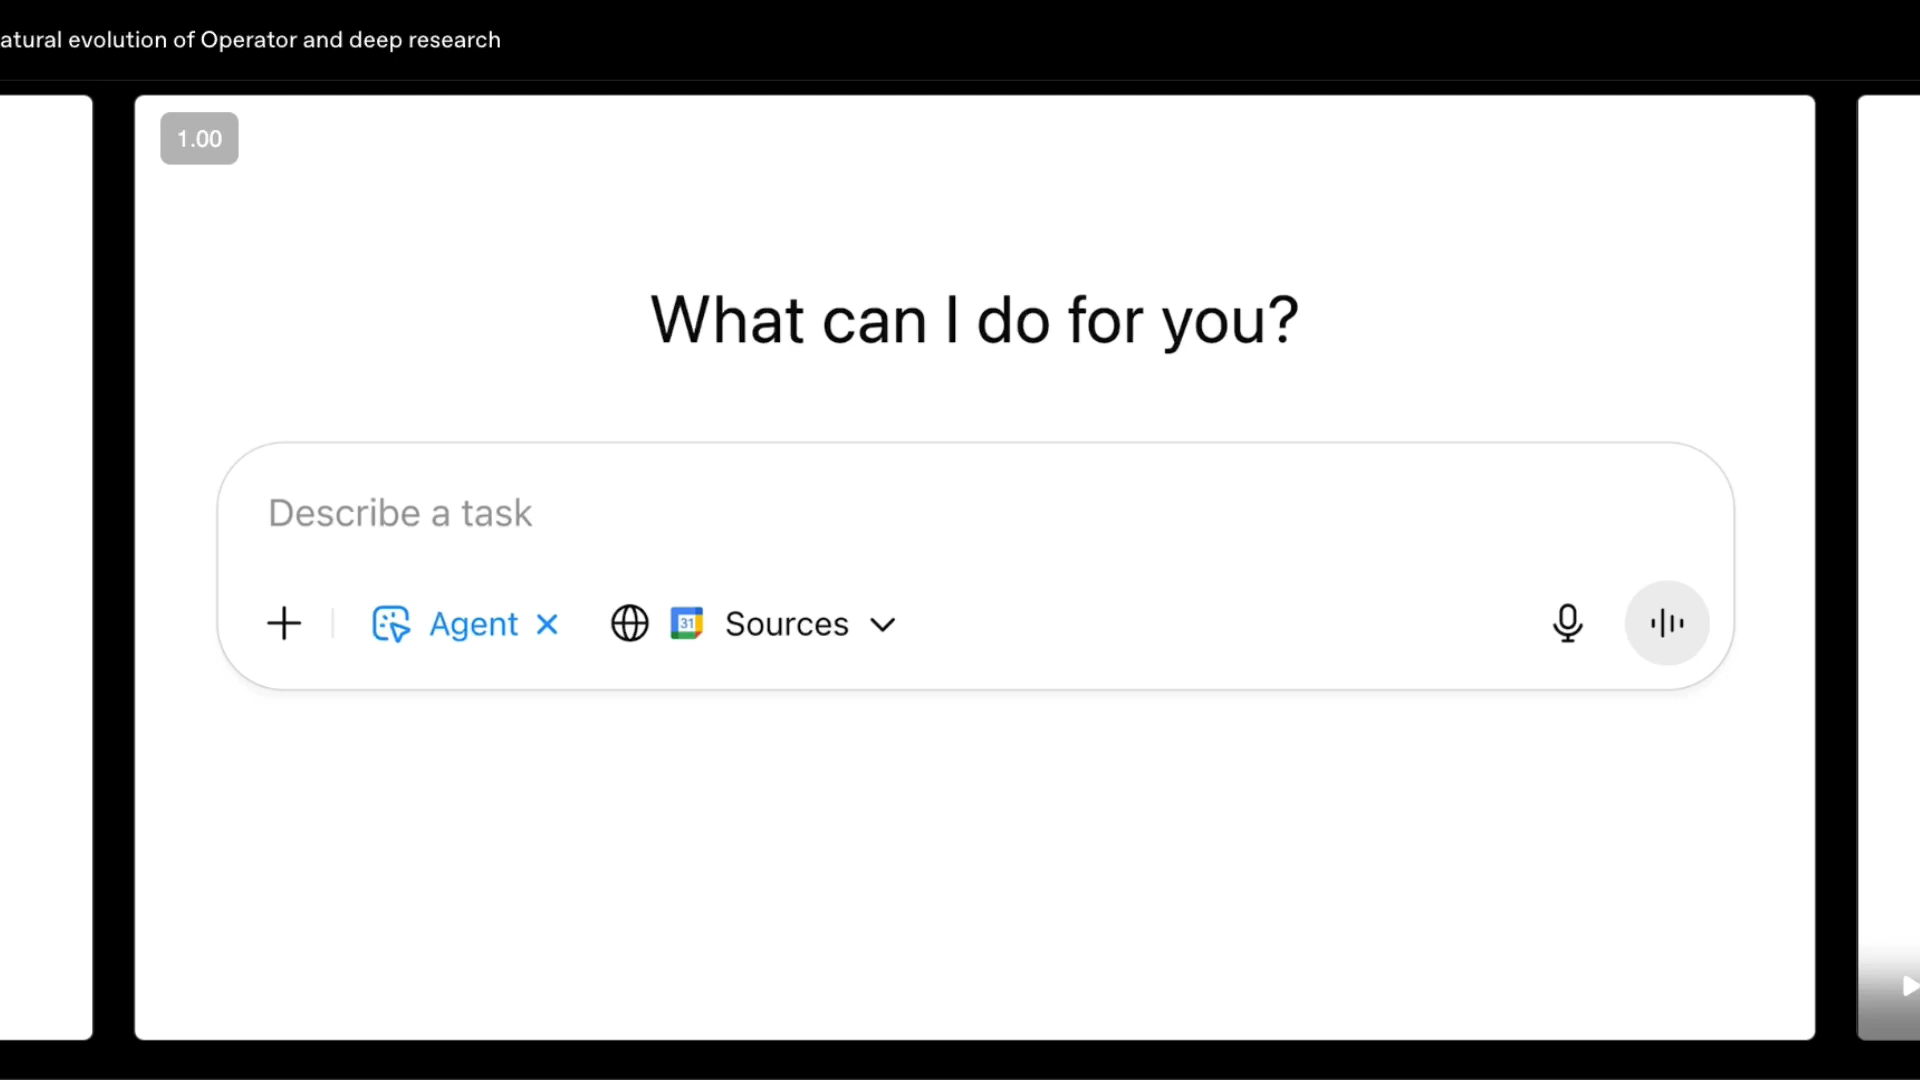 atural evolution of Operator and deep research
1.00
What can I do for you?
Describe a task
Agent
31
Sources